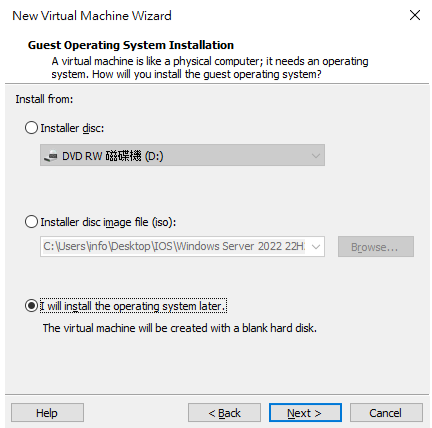 New Virtual Machine Wizard
Guest Operating System Installation
A virtual machine is like a physical computer; it needs an operating
system. How will you install the guest operating system?
Install from:
Installer disc:
DVD RW 磁碟機 (D:)
Installer disc image file (iso):
C:\Users\info\Desktop\IOS\Windows Server 2022 22H
Browse...
I will install the operating system later.
The virtual machine will be created with a blank hard disk.
Help
< Back
Next >
Cancel